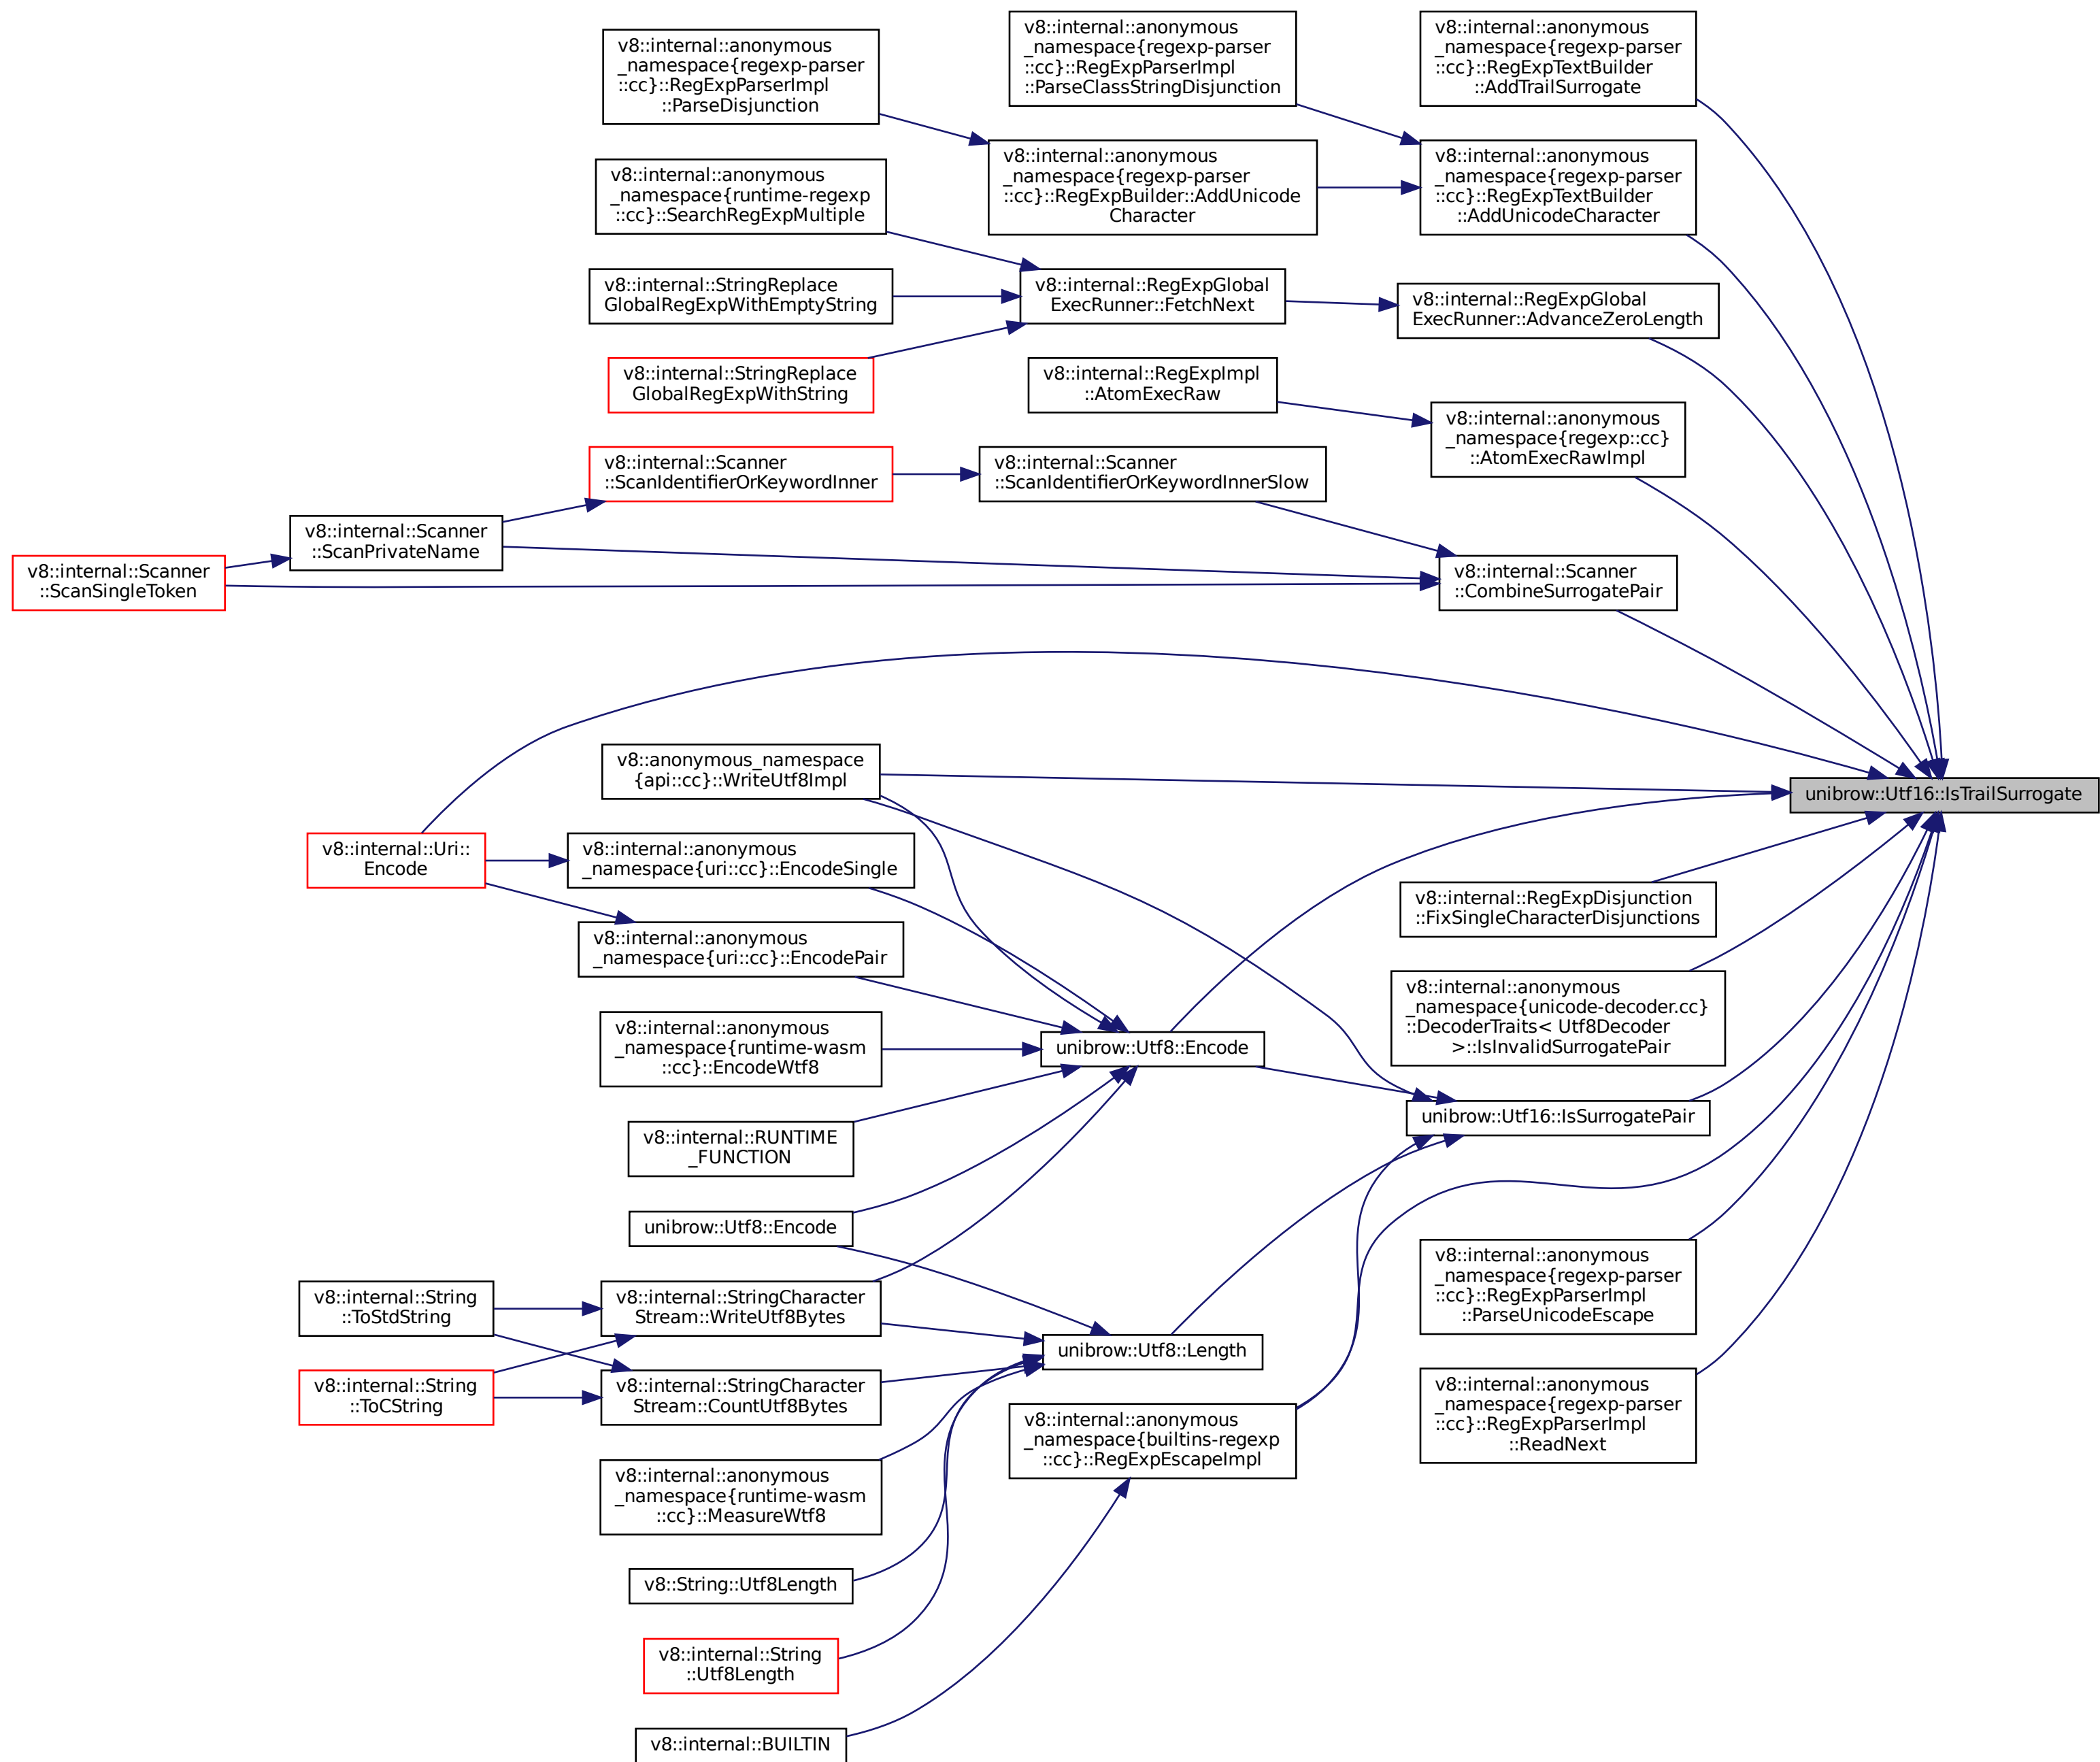 v8::internal::anonymous
_namespace{regexp-parser
::cc}::RegExpTextBuilder
::AddTrailSurrogate
v8::internal::anonymous
_namespace{regexp-parser
::cc}::RegExpParserImpl
::ParseClassStringDisjunction
v8::internal::anonymous
_namespace{regexp-parser
::cc}::RegExpParserImpl
::ParseDisjunction
v8::internal::anonymous
_namespace{regexp-parser
::cc}::RegExpTextBuilder
::AddUnicodeCharacter
v8::internal::anonymous
_namespace{regexp-parser
::cc}::RegExpBuilder::AddUnicode
Character
v8::internal::anonymous
_namespace{runtime-regexp
::cc}::SearchRegExpMultiple
v8::internal::StringReplace
GlobalRegExpWithEmptyString
v8::internal::RegExpGlobal
ExecRunner::FetchNext
v8::internal::RegExpGlobal
ExecRunner::AdvanceZeroLength
v8::internal::StringReplace
GlobalRegExpWithString
v8::internal::RegExpImpl
::AtomExecRaw
v8::internal::anonymous
_namespace{regexp::cc}
::AtomExecRawImpl
v8::internal::Scanner
::ScanIdentifierOrKeywordInner
v8::internal::Scanner
::ScanIdentifierOrKeywordInnerSlow
v8::internal::Scanner
::ScanPrivateName
v8::internal::Scanner
::ScanSingleToken
v8::internal::Scanner
::CombineSurrogatePair
v8::anonymous_namespace
{api::cc}::WriteUtf8Impl
unibrow::Utf16::IsTrailSurrogate
v8::internal::Uri::
Encode
v8::internal::anonymous
_namespace{uri::cc}::EncodeSingle
v8::internal::RegExpDisjunction
::FixSingleCharacterDisjunctions
v8::internal::anonymous
_namespace{uri::cc}::EncodePair
v8::internal::anonymous
_namespace{unicode-decoder.cc}
::DecoderTraits< Utf8Decoder
>::IsInvalidSurrogatePair
v8::internal::anonymous
_namespace{runtime-wasm
::cc}::EncodeWtf8
unibrow::Utf8::Encode
unibrow::Utf16::IsSurrogatePair
v8::internal::RUNTIME
_FUNCTION
unibrow::Utf8::Encode
v8::internal::anonymous
_namespace{regexp-parser
::cc}::RegExpParserImpl
::ParseUnicodeEscape
v8::internal::String
::ToStdString
v8::internal::StringCharacter
Stream::WriteUtf8Bytes
unibrow::Utf8::Length
v8::internal::String
::ToCString
v8::internal::StringCharacter
Stream::CountUtf8Bytes
v8::internal::anonymous
_namespace{regexp-parser
::cc}::RegExpParserImpl
::ReadNext
v8::internal::anonymous
_namespace{builtins-regexp
::cc}::RegExpEscapeImpl
v8::internal::anonymous
_namespace{runtime-wasm
::cc}::MeasureWtf8
v8::String::Utf8Length
v8::internal::String
::Utf8Length
v8::internal::BUILTIN